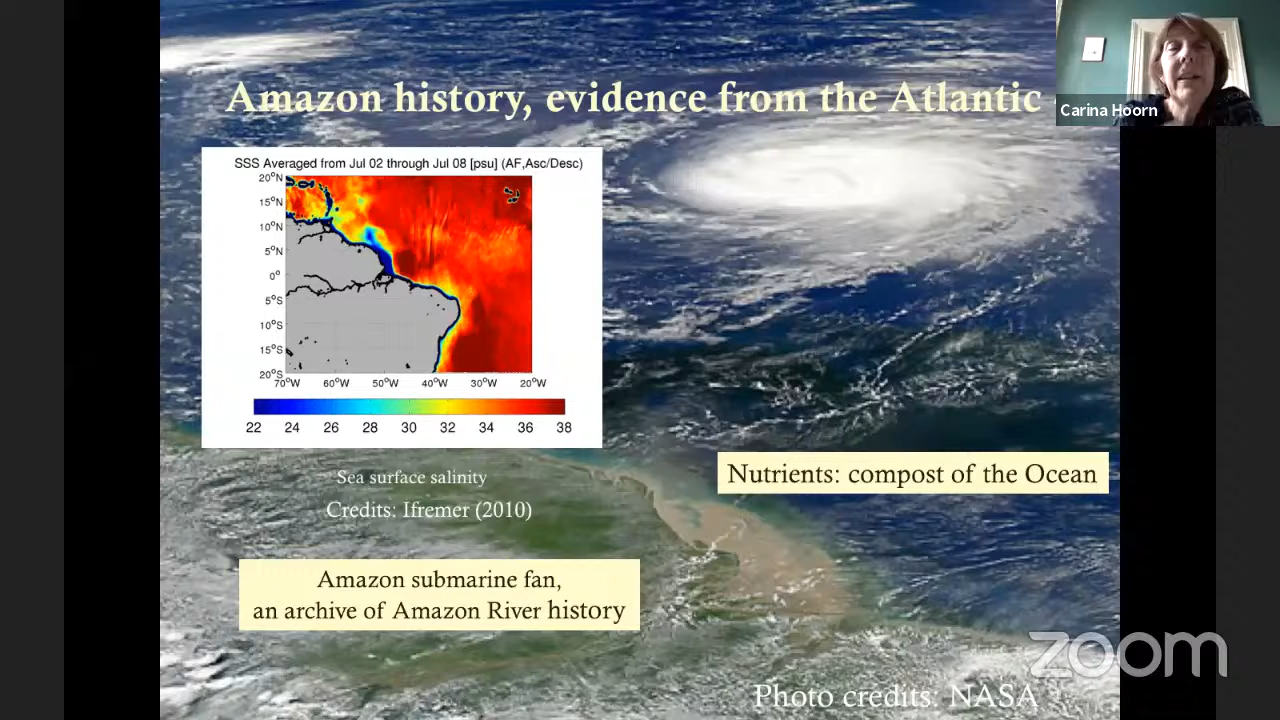 Amazon history, evidence from the Atlantic
Carina Hoorn
SSS Averaged from Jul 02 through Jul 08 [psu] (AF,Asc/Desc)
20°N
15°N
10°N
5°N
0°
5°S
10°S
15°S
20°S
70°W 60°W 50°W 40°W 30°W 20°W
22 24 26 28 30 32 34 36 38
Sea surface salinity
Credits: Ifremer (2010)
Nutrients: compost of the Ocean
Amazon submarine fan,
an archive of Amazon River history
zoom
Photo credits: NASA